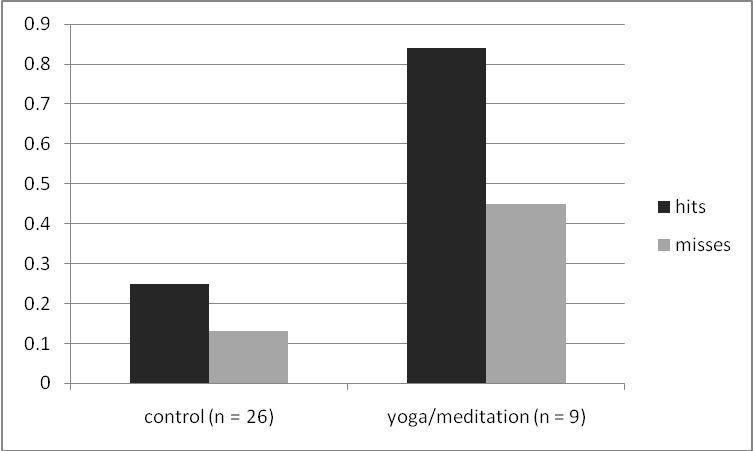 0.9
0.8
0.7
0.6
0.5
0.4
0.3
0.2
0.1
0
control (n = 26)
yoga/meditation (n = 9)
hits
misses